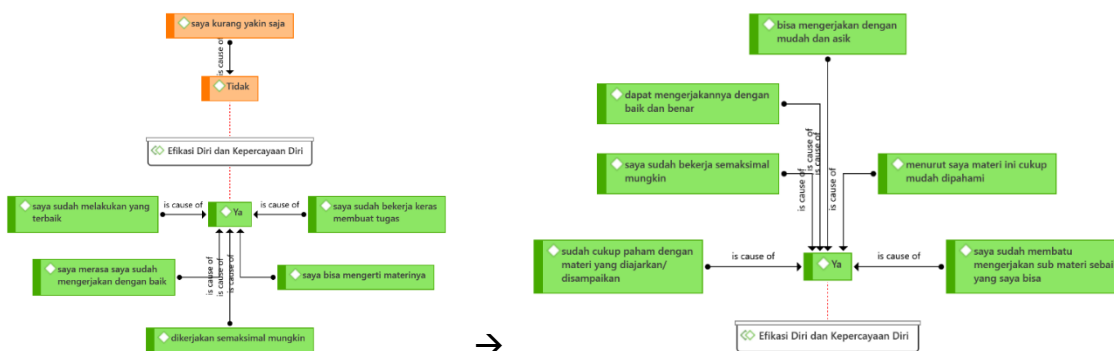 saya kurang yakin saja
is cause of
Tidak
Efikasi Diri dan Kepercayaan Diri
saya sudah melakukan yang
terbaik
is cause of
Ya
is cause of
saya sudah bekerja keras
membuat tugas
saya merasa saya sudah
mengerjakan dengan baik
is cause of
is cause of
is cause of
saya bisa mengerti materinya
dikerjakan semaksimal mungkin
→
bisa mengerjakan dengan
mudah dan asik
dapat mengerjakannya dengan
baik dan benar
is cause of
is cause of
saya sudah bekerja semaksimal
mungkin
is cause of
is cause of
menurut saya materi ini cukup
mudah dipahami
sudah cukup paham dengan
materi yang diajarkan/
disampaikan
is cause of
Ya
is cause of
saya sudah membatu
mengerjakan sub materi sebai
yang saya bisa
Efikasi Diri dan Kepercayaan Diri